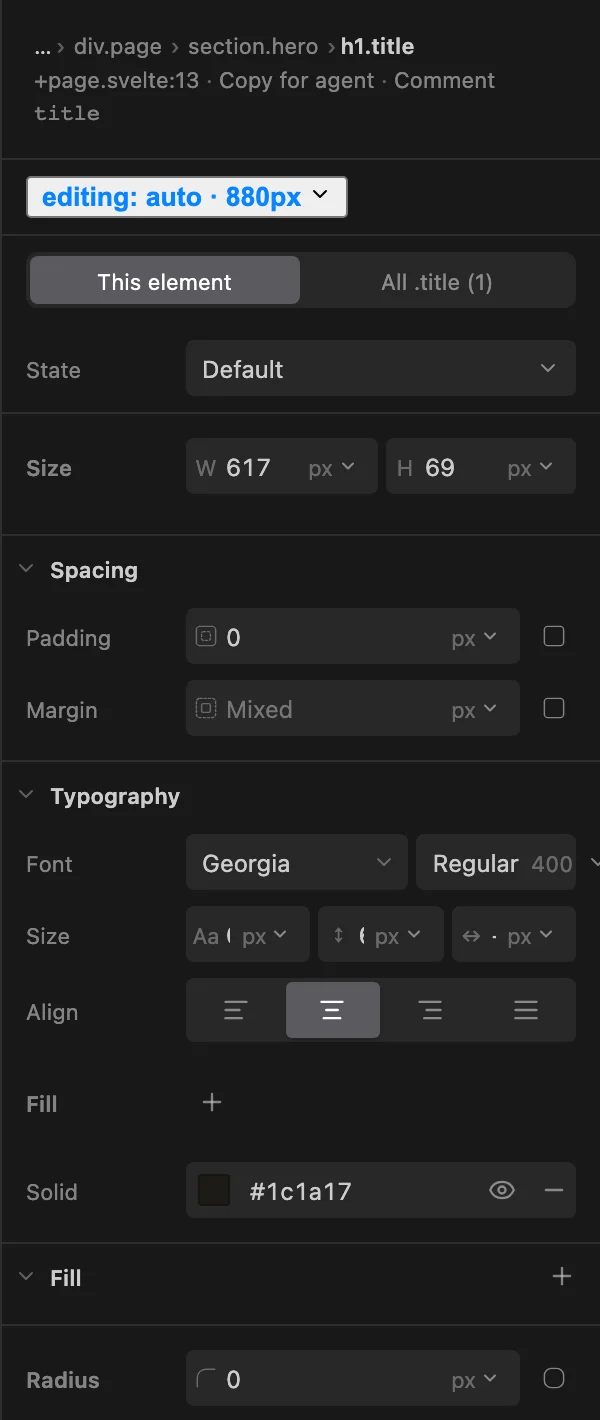 ... › div.page › section.hero › h1.title
+page.svelte:13 · Copy for agent · Comment
title
editing: auto · 880px
This element All .title (1)
State Default
Size W 617 px H 69 px
Spacing
Padding 0 px
Margin Mixed px
Typography
Font Georgia Regular 400
Size Aa px px px
Align
Fill +
Solid #1c1a17
Fill +
Radius 0 px